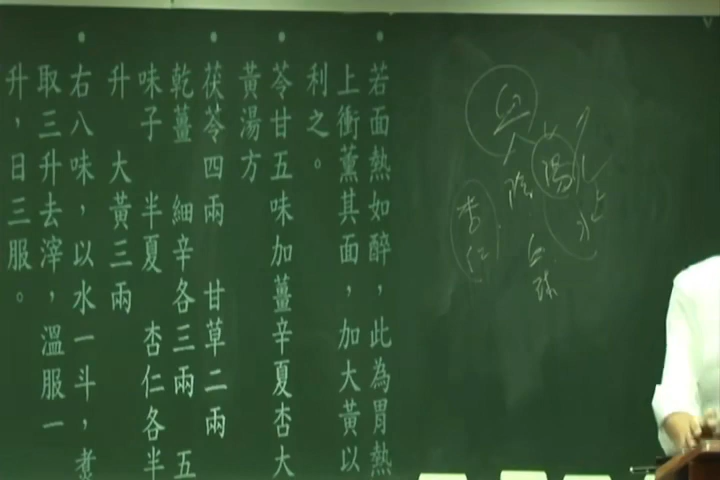 • 若面熱如醉，此為胃熱
上衝薰其面，加大黃以
利之。
• 苓甘五味加薑辛夏杏大
黃湯方
• 茯苓四兩 甘草二兩
乾薑 細辛各三兩 五
味子 半夏 杏仁各半
升 大黃三兩
• 右八味，以水一斗，煮
取三升去滓，溫服一
升，日三服。
陰陽
杏仁